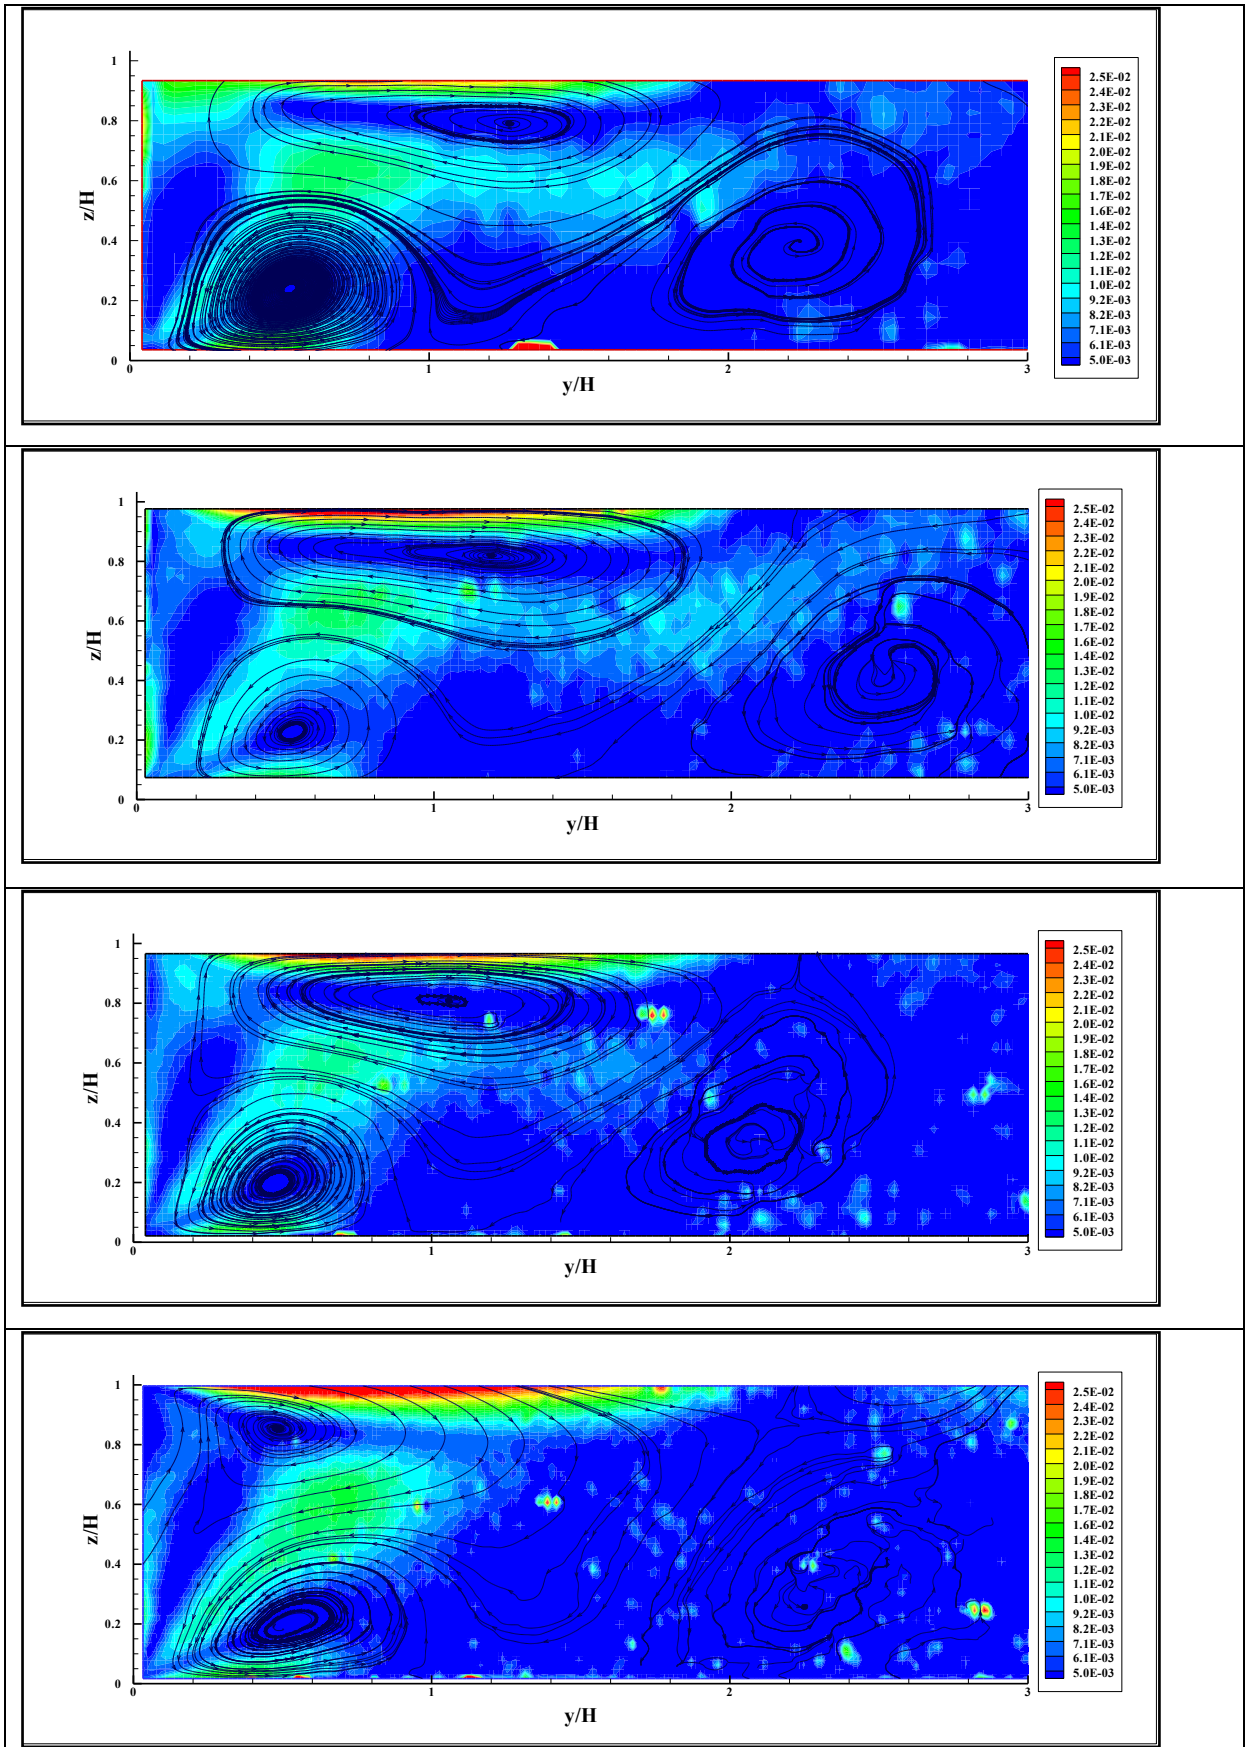 1
0.8
0.6
z/H
0.4
0.2
0
0
1
2
3
y/H
2.5E-02
2.4E-02
2.3E-02
2.2E-02
2.1E-02
2.0E-02
1.9E-02
1.8E-02
1.7E-02
1.6E-02
1.4E-02
1.3E-02
1.2E-02
1.1E-02
1.0E-02
9.2E-03
8.2E-03
7.1E-03
6.1E-03
5.0E-03
1
0.8
0.6
z/H
0.4
0.2
0
0
1
2
3
y/H
2.5E-02
2.4E-02
2.3E-02
2.2E-02
2.1E-02
2.0E-02
1.9E-02
1.8E-02
1.7E-02
1.6E-02
1.4E-02
1.3E-02
1.2E-02
1.1E-02
1.0E-02
9.2E-03
8.2E-03
7.1E-03
6.1E-03
5.0E-03
1
0.8
0.6
z/H
0.4
0.2
0
0
1
2
3
y/H
2.5E-02
2.4E-02
2.3E-02
2.2E-02
2.1E-02
2.0E-02
1.9E-02
1.8E-02
1.7E-02
1.6E-02
1.4E-02
1.3E-02
1.2E-02
1.1E-02
1.0E-02
9.2E-03
8.2E-03
7.1E-03
6.1E-03
5.0E-03
1
0.8
0.6
z/H
0.4
0.2
0
0
1
2
3
y/H
2.5E-02
2.4E-02
2.3E-02
2.2E-02
2.1E-02
2.0E-02
1.9E-02
1.8E-02
1.7E-02
1.6E-02
1.4E-02
1.3E-02
1.2E-02
1.1E-02
1.0E-02
9.2E-03
8.2E-03
7.1E-03
6.1E-03
5.0E-03